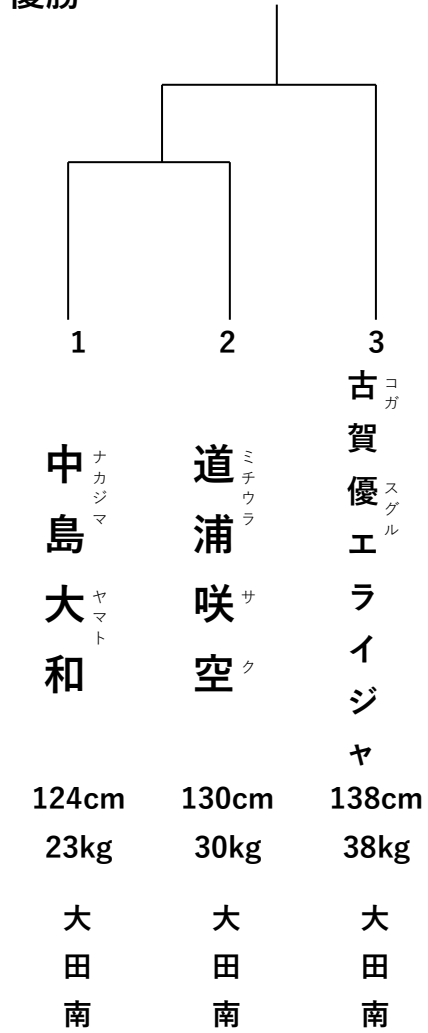 優勝
1
中島大和
ナカジマ
ヤマト
124cm
23kg
大田南
2
道浦咲空
ミチウラ
サク
130cm
30kg
大田南
3
古賀優エライジャ
コガ
スグル
138cm
38kg
大田南